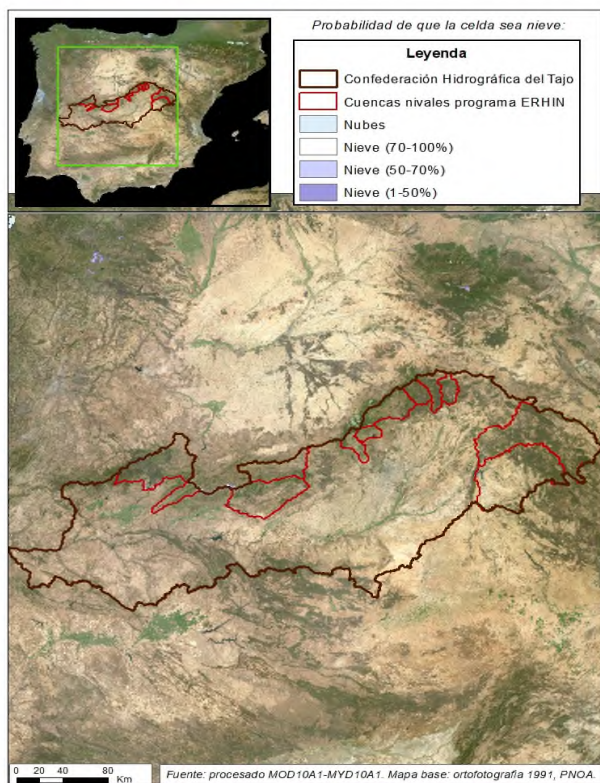 Probabilidad de que la celda sea nieve:
Leyenda
Confederación Hidrográfica del Tajo
Cuencas nivales programa ERHIN
Nubes
Nieve (70-100%)
Nieve (50-70%)
Nieve (1-50%)
0 20 40 80
Km
Fuente: procesado MOD10A1-MYD10A1. Mapa base: ortofotografía 1991, PNOA.